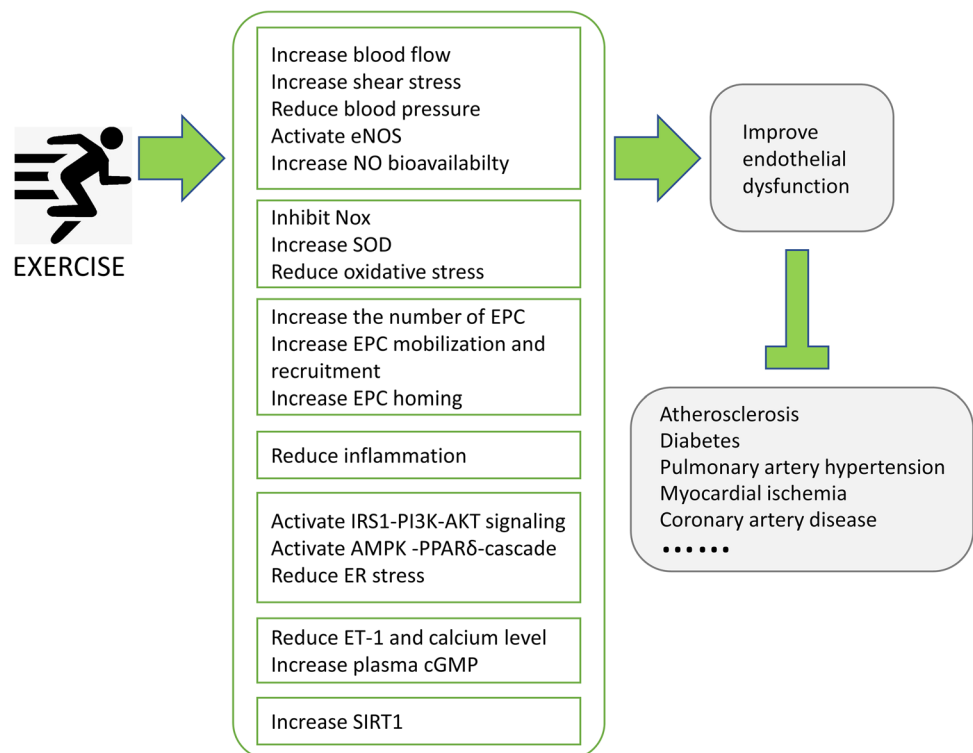 EXERCISE
Increase blood flow
Increase shear stress
Reduce blood pressure
Activate eNOS
Increase NO bioavailabilty
Inhibit Nox
Increase SOD
Reduce oxidative stress
Increase the number of EPC
Increase EPC mobilization and
recruitment
Increase EPC homing
Reduce inflammation
Activate IRS1-PI3K-AKT signaling
Activate AMPK -PPARδ-cascade
Reduce ER stress
Reduce ET-1 and calcium level
Increase plasma cGMP
Increase SIRT1
Improve
endothelial
dysfunction
Atherosclerosis
Diabetes
Pulmonary artery hypertension
Myocardial ischemia
Coronary artery disease
······